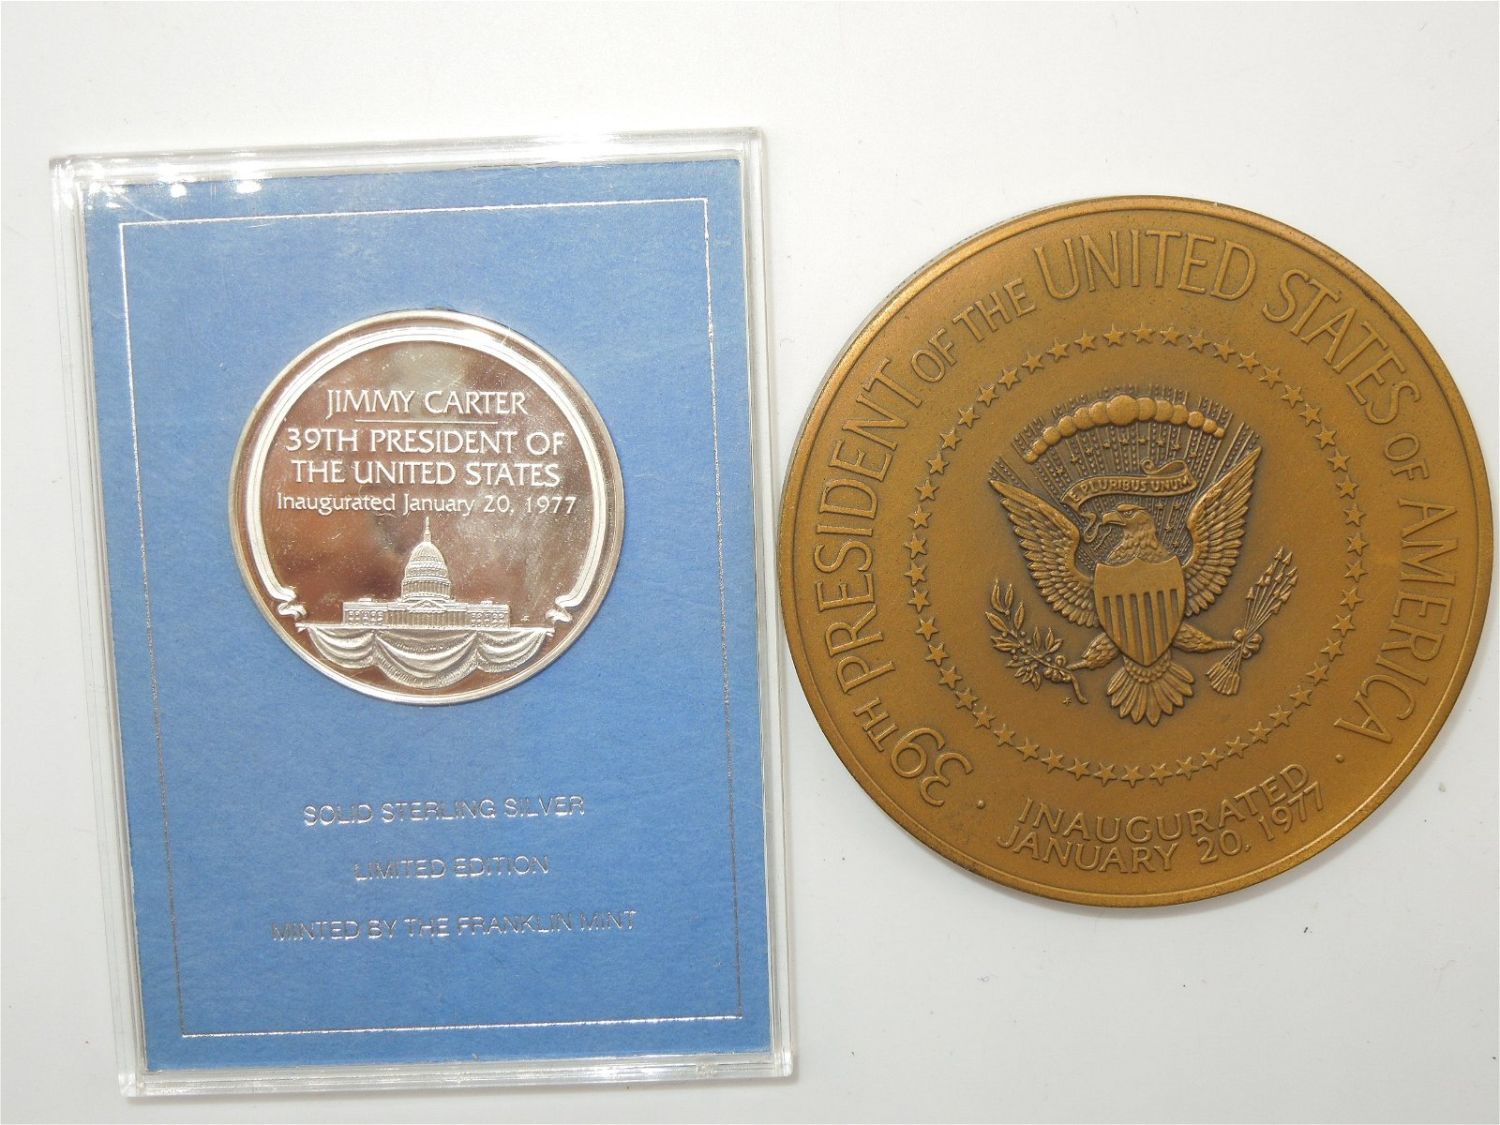 JIMMY CARTER
39TH PRESIDENT OF
THE UNITED STATES
Inaugurated January 20, 1977
SOLID STERLING SILVER
LIMITED EDITION
MINTED BY THE FRANKLIN MINT
39TH PRESIDENT OF THE UNITED STATES OF AMERICA
E PLURIBUS UNUM
· INAUGURATED ·
JANUARY 20, 1977